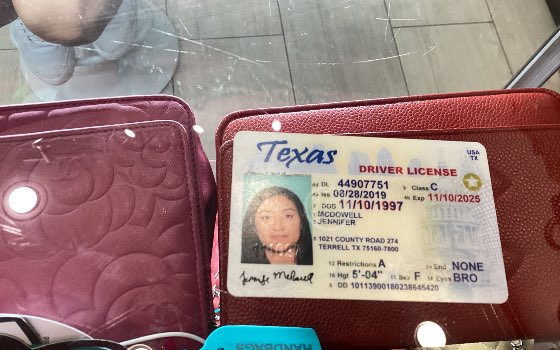 Texas
USA
TX
DRIVER LICENSE
4d DL 44907751 9 Class C
4a Iss 08/28/2019 4b Exp 11/10/2025
3 DOB 11/10/1997
1 MCDOWELL
2 JENNIFER
8 1021 COUNTY ROAD 274
TERRELL TX 75160-7800
12 Restrictions A 9a End NONE
16 Hgt 5'-04" 15 Sex F 18 Eyes BRO
5 DD 10113900180238645420
Jennifer McDowell
HANDBAGS